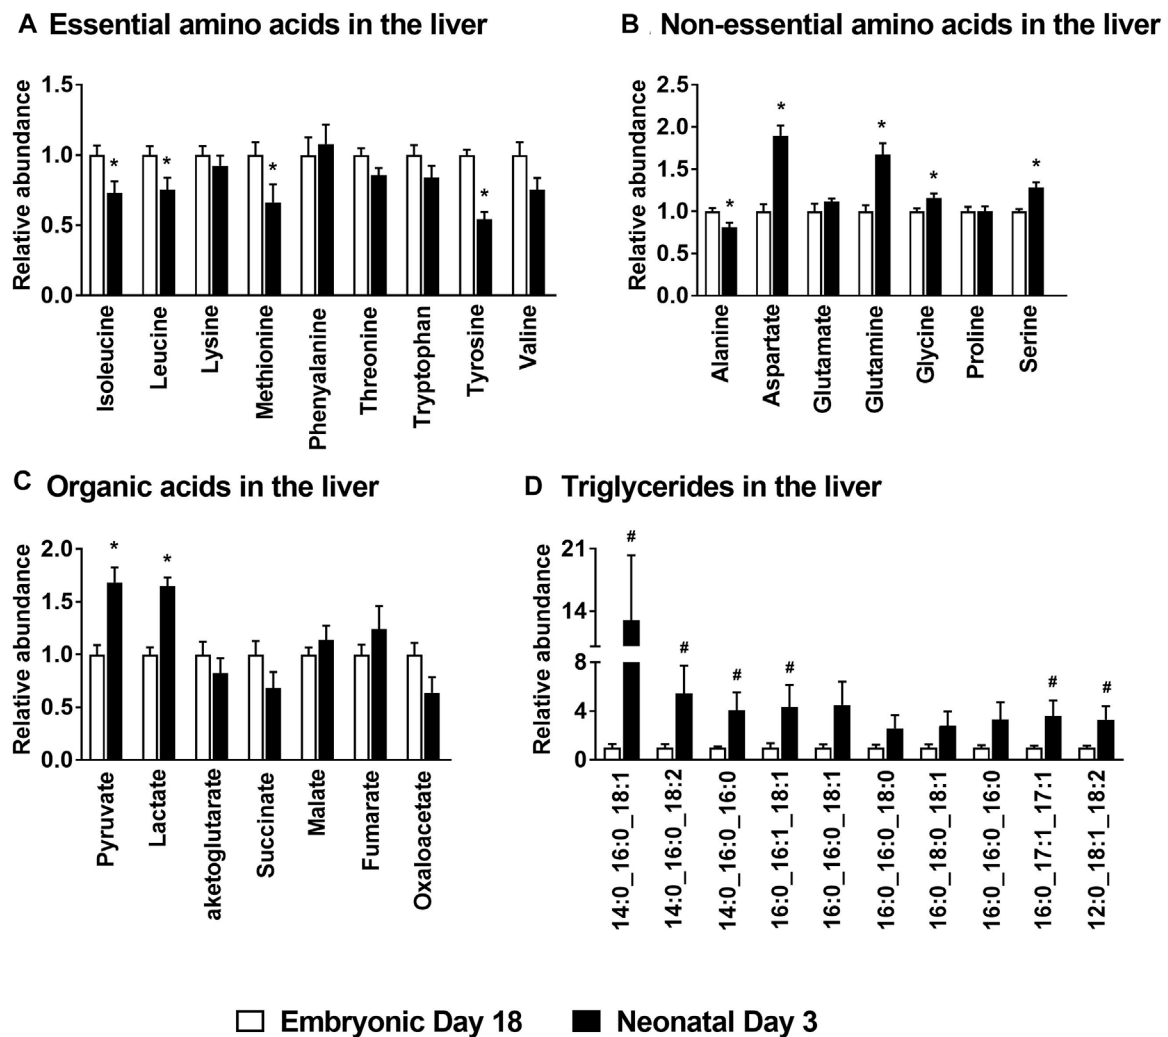 A Essential amino acids in the liver
Relative abundance
1.5
1.0
0.5
0.0
*
*
*
*
Isoleucine
Leucine
Lysine
Methionine
Phenyalanine
Threonine
Tryptophan
Tyrosine
Valine
B . Non-essential amino acids in the liver
Relative abundance
2.5
2.0
1.5
1.0
0.5
0.0
*
*
*
*
*
Alanine
Aspartate
Glutamate
Glutamine
Glycine
Proline
Serine
C Organic acids in the liver
Relative abundance
2.0
1.5
1.0
0.5
0.0
*
*
Pyruvate
Lactate
aketoglutarate
Succinate
Malate
Fumarate
Oxaloacetate
D Triglycerides in the liver
Relative abundance
21
14
8
4
0
#
#
#
#
#
#
14:0_16:0_18:1
14:0_16:0_18:2
14:0_16:0_16:0
16:0_16:1_18:1
16:0_16:0_18:1
16:0_16:0_18:0
16:0_18:0_18:1
16:0_16:0_16:0
16:0_17:1_17:1
12:0_18:1_18:2
Embryonic Day 18
Neonatal Day 3